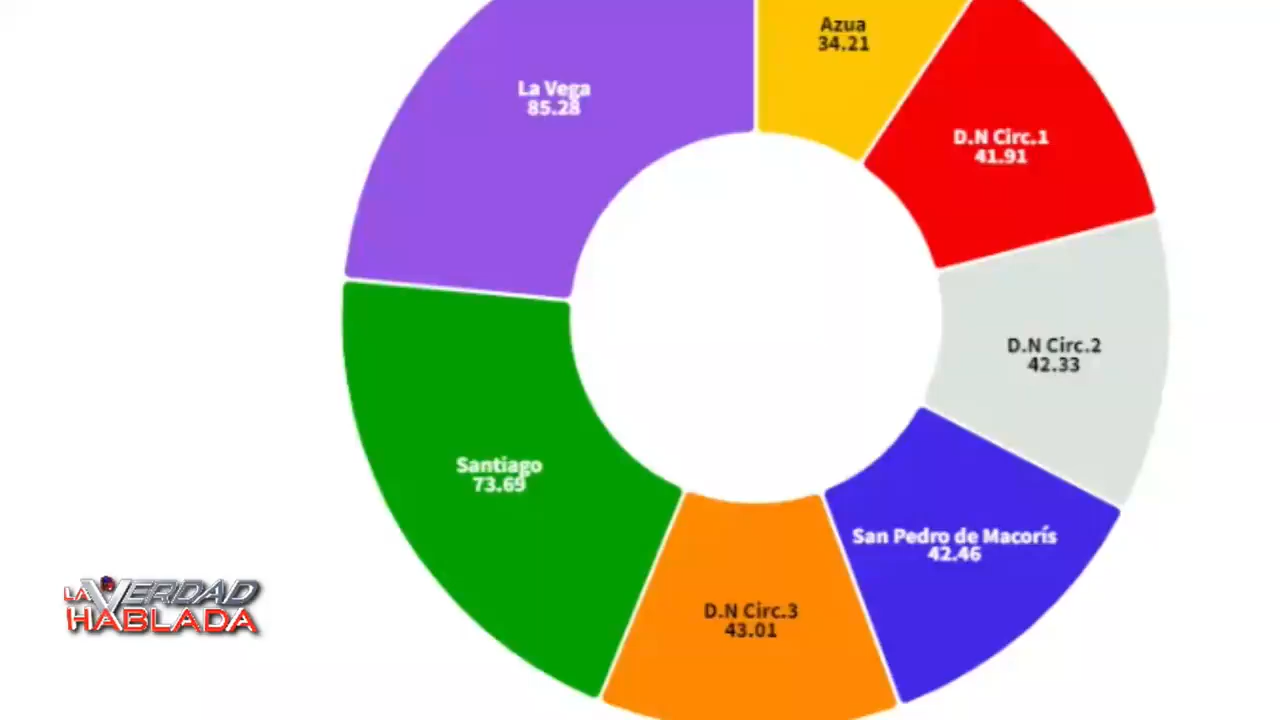 Azua
34.21
La Vega
85.28
D.N Circ.1
41.91
D.N Circ.2
42.33
Santiago
73.69
San Pedro de Macorís
42.46
D.N Circ.3
43.01
LA VERDAD
HABLADA